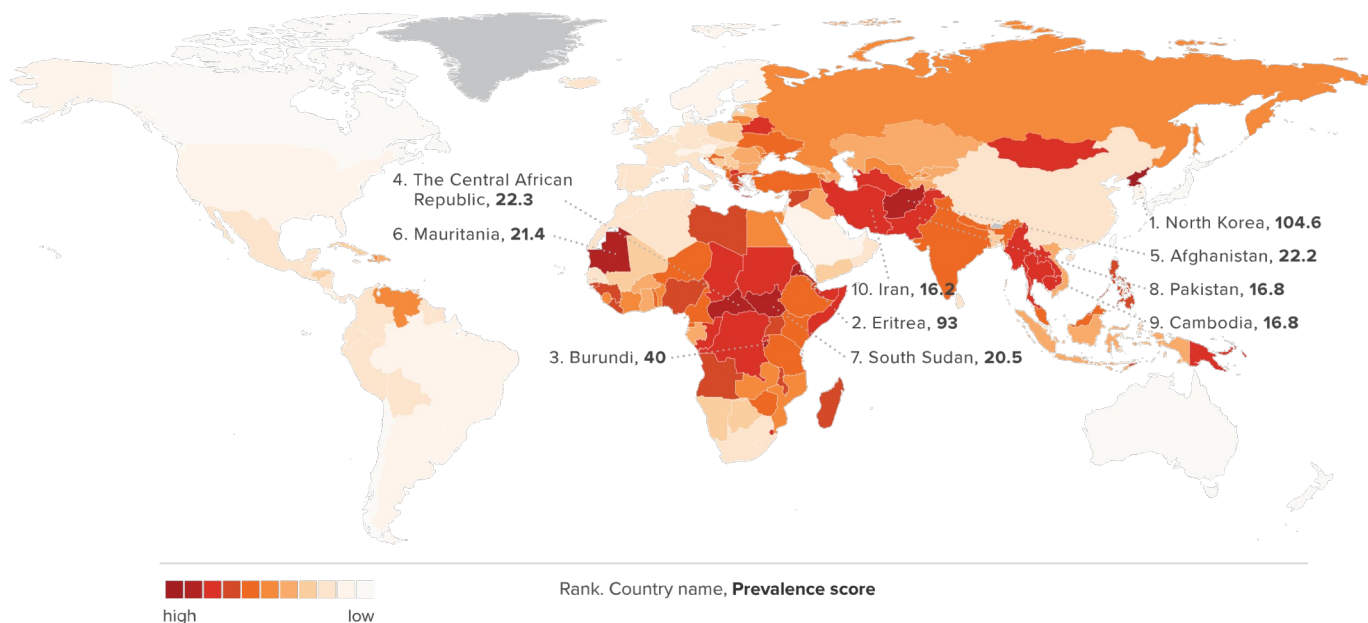 4. The Central African
Republic, 22.3
6. Mauritania, 21.4
1. North Korea, 104.6
5. Afghanistan, 22.2
10. Iran, 16.2
8. Pakistan, 16.8
2. Eritrea, 93
9. Cambodia, 16.8
3. Burundi, 40
7. South Sudan, 20.5
Rank. Country name, Prevalence score
high
low